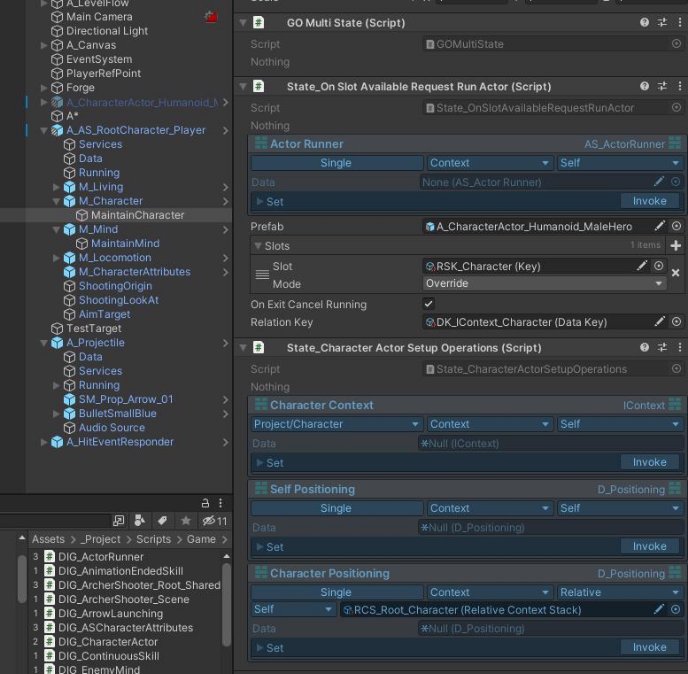 A_LevelFlow
Main Camera
Directional Light
A_Canvas
EventSystem
PlayerRefPoint
Forge
A_CharacterActor_Humanoid_M
A*
A_AS_RootCharacter_Player
Services
Data
Running
M_Living
M_Character
MaintainCharacter
M_Mind
MaintainMind
M_Locomotion
M_CharacterAttributes
ShootingOrigin
ShootingLookAt
AimTarget
TestTarget
A_Projectile
Data
Services
Running
SM_Prop_Arrow_01
BulletSmallBlue
Audio Source
A_HitEventResponder
11
Assets > _Project > Scripts > Game >
3 DIG_ActorRunner
1 DIG_AnimationEndedSkill
3 DIG_ArcherShooter_Root_Shared
1 DIG_ArcherShooter_Scene
1 DIG_ArrowLaunching
3 DIG_ASCharacterAttributes
2 DIG_CharacterActor
1 DIG_ContinuousSkill
1 DIG_EnemyMind
GO Multi State (Script)
Script GOMultiState
Nothing
State_On Slot Available Request Run Actor (Script)
Script State_OnSlotAvailableRequestRunActor
Nothing
Actor Runner AS_ActorRunner
Single Context Self
Data None (AS_Actor Runner)
Set Invoke
Prefab A_CharacterActor_Humanoid_MaleHero
Slots 1 items
Slot RSK_Character (Key)
Mode Override
On Exit Cancel Running
Relation Key DK_IContext_Character (Data Key)
State_Character Actor Setup Operations (Script)
Script State_CharacterActorSetupOperations
Nothing
Character Context IContext
Project/Character Context Self
Data Null (IContext)
Set Invoke
Self Positioning D_Positioning
Single Context Self
Data Null (D_Positioning)
Set Invoke
Character Positioning D_Positioning
Single Context Relative
Self RCS_Root_Character (Relative Context Stack)
Data Null (D_Positioning)
Set Invoke